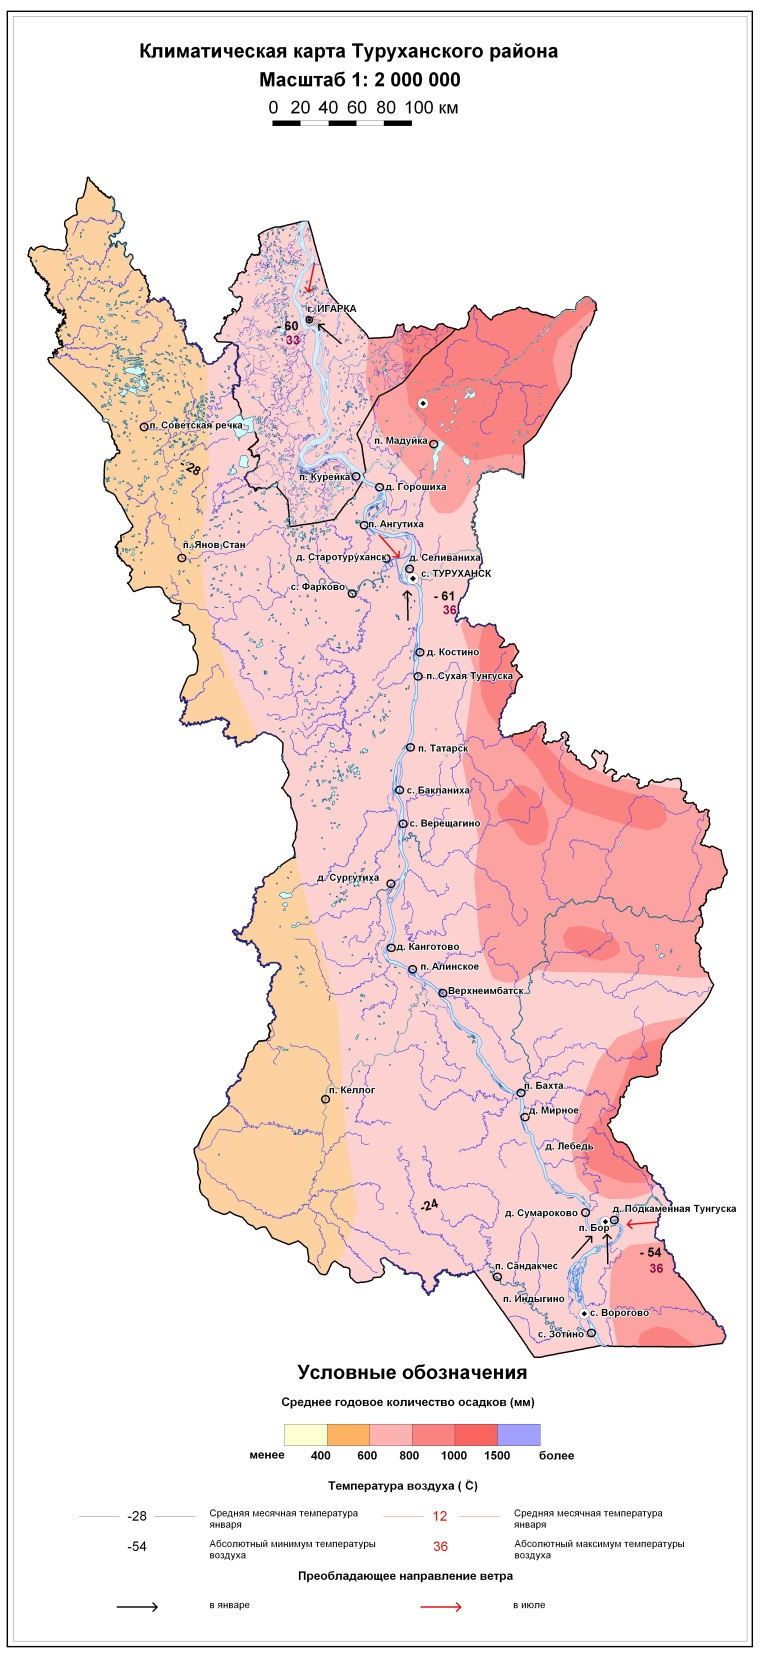 Климатическая карта Туруханского района
Масштаб 1: 2 000 000
0 20 40 60 80 100 км
г. ИГАРКА
- 60
33
п. Советская речка
п. Мадуйка
-28
п. Курейка
д. Горошиха
п. Ангутиха
п. Янов Стан
д. Старотуруханск
д. Селиваниха
с. ТУРУХАНСК
с. Фарково
- 61
36
д. Костино
п. Сухая Тунгуска
п. Татарск
с. Бакланиха
с. Верещагино
д. Сургутиха
д. Канготово
п. Алинское
Верхнеимбатск
п. Келлог
п. Бахта
д. Мирное
д. Лебедь
-24
д. Сумароково
д. Подкаменная Тунгуска
п. Бор
- 54
36
п. Сандакчес
п. Индыгино
с. Ворогово
с. Зотино
Условные обозначения
Среднее годовое количество осадков (мм)
менее 400 600 800 1000 1500 более
Температура воздуха ( С)
-28 Средняя месячная температура января
12 Средняя месячная температура января
-54 Абсолютный минимум температуры воздуха
36 Абсолютный максимум температуры воздуха
Преобладающее направление ветра
в январе
в июле